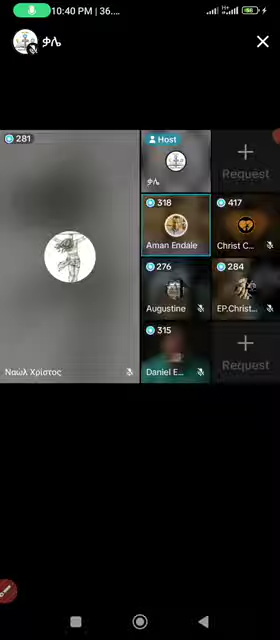 10:40 PM | 36....
ቃሌ
281
Host
ቃሌ
Request
318
Aman Endale
417
Christ C...
276
Augustine
284
EP.Christ...
Ναώλ Χρίστος
315
Daniel E...
Request